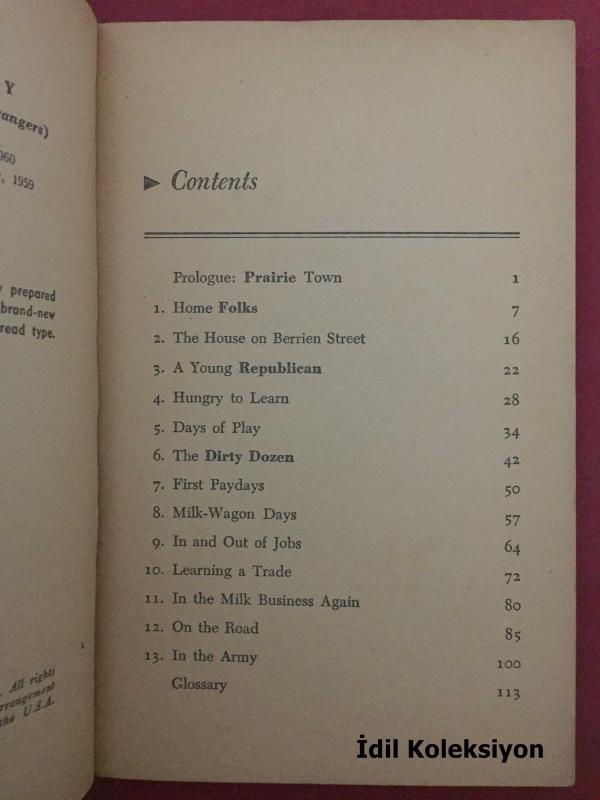 Y
rangers)
960
, 1959
prepared
brand-new
read type.
All rights
rrangement
the U.S.A.
Contents
Prologue: Prairie Town 1
1. Home Folks 7
2. The House on Berrien Street 16
3. A Young Republican 22
4. Hungry to Learn 28
5. Days of Play 34
6. The Dirty Dozen 42
7. First Paydays 50
8. Milk-Wagon Days 57
9. In and Out of Jobs 64
10. Learning a Trade 72
11. In the Milk Business Again 80
12. On the Road 85
13. In the Army 100
Glossary 113
İdil Koleksiyon